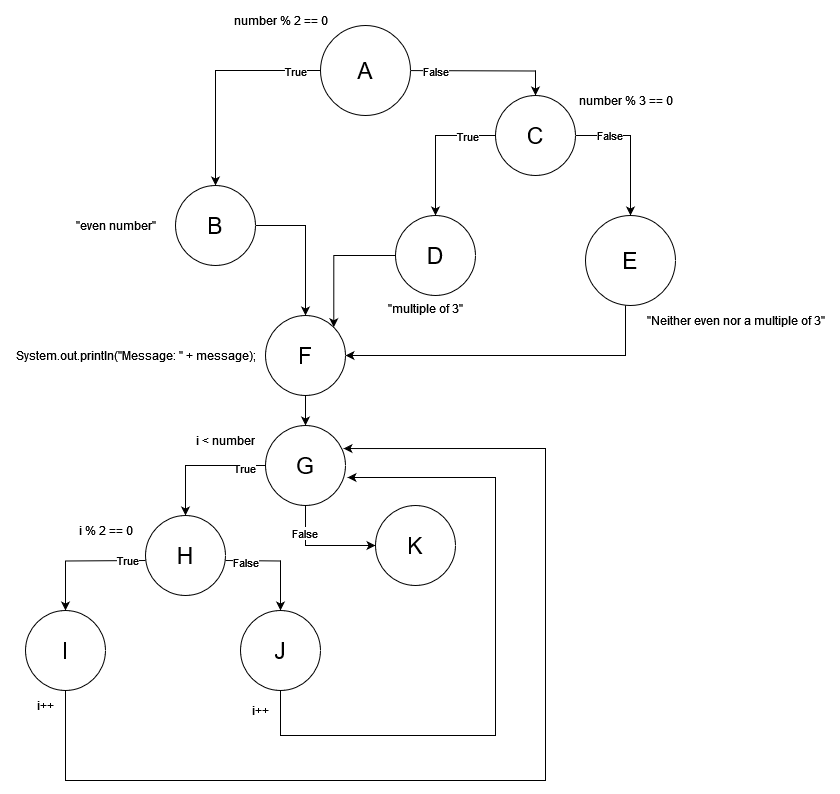 number % 2 == 0
A
True
False
number % 3 == 0
C
True
False
"even number"
B
D
E
"multiple of 3"
"Neither even nor a multiple of 3"
System.out.println("Message: " + message);
F
i < number
G
True
False
K
i % 2 == 0
H
True
False
I
J
i++
i++